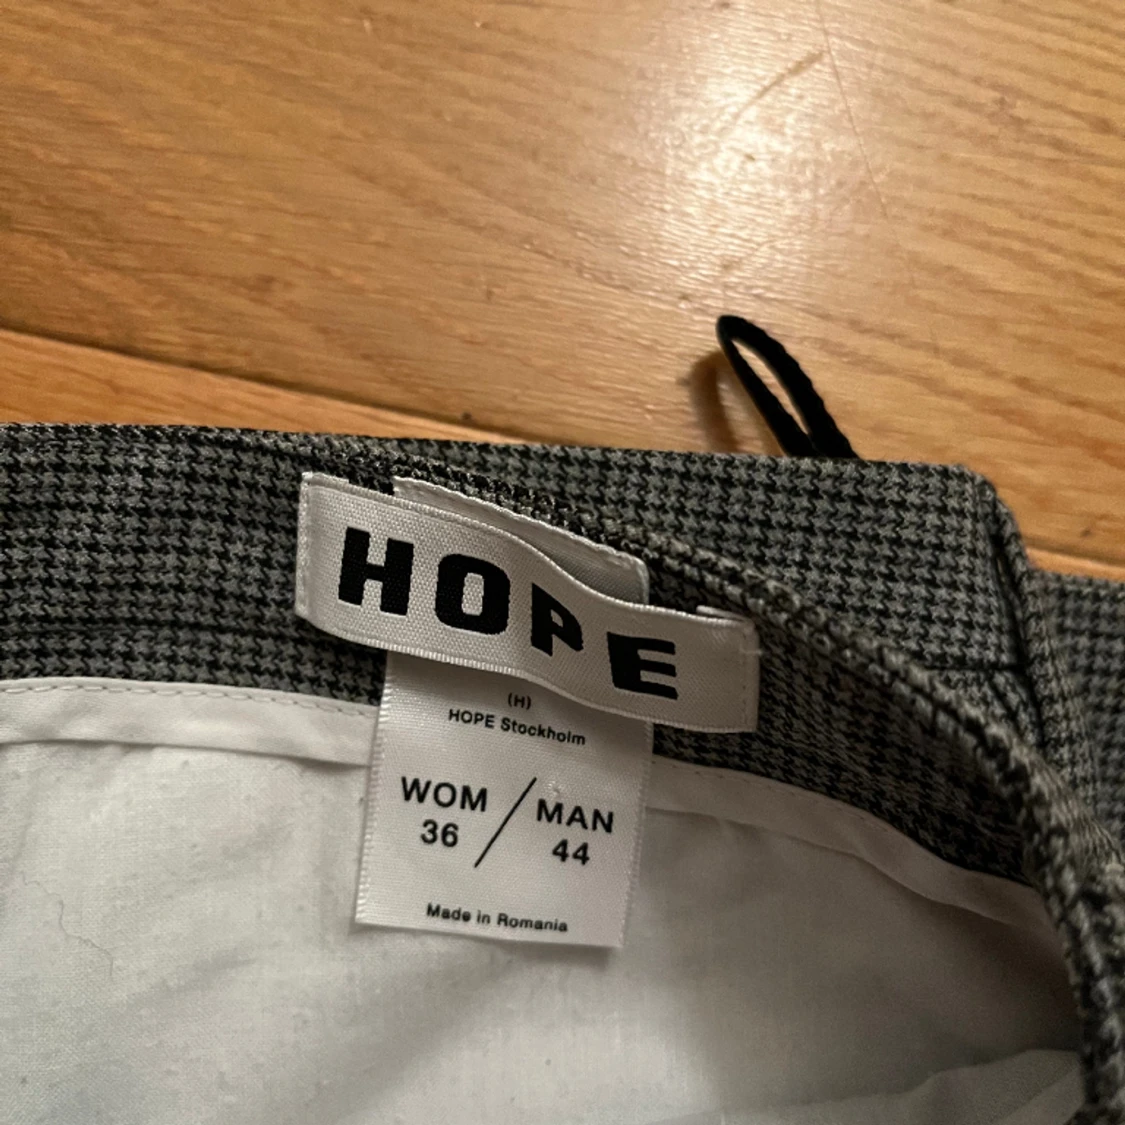 HOPE
(H)
HOPE Stockholm
WOM / MAN
36 44
Made in Romania